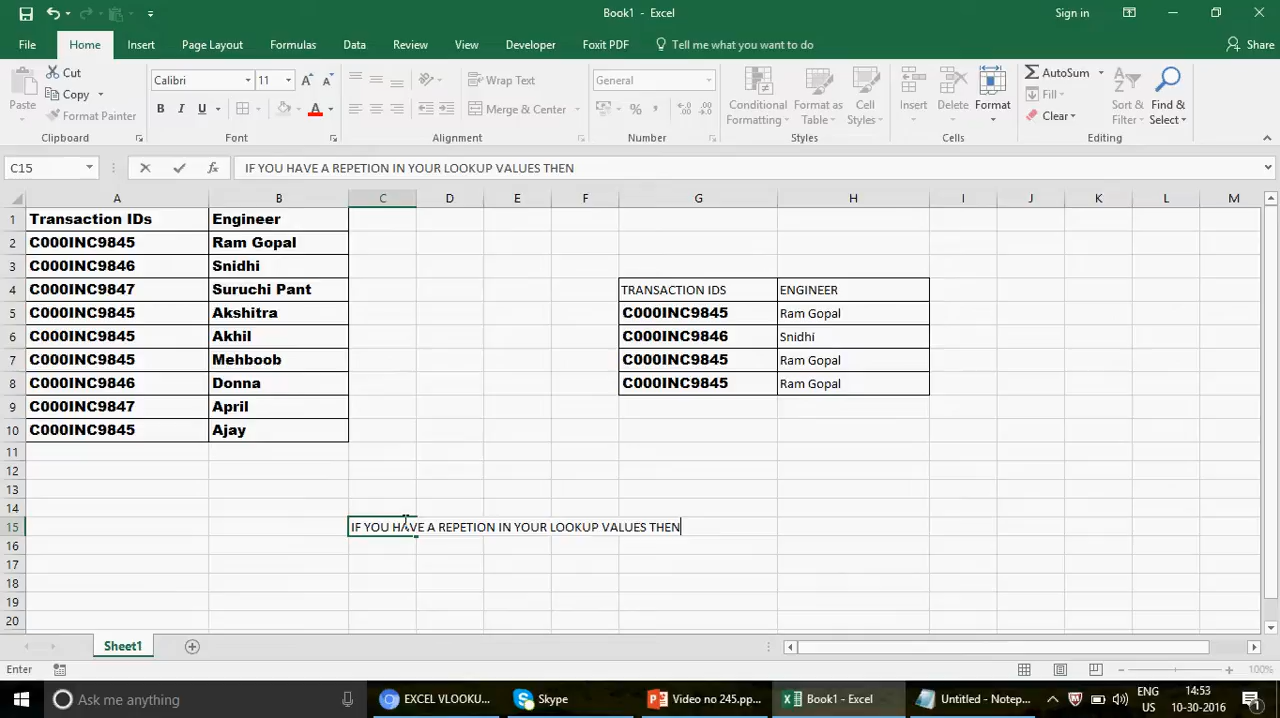 Book1 - Excel
Sign in
File Home Insert Page Layout Formulas Data Review View Developer Foxit PDF Tell me what you want to do Share
Paste
Cut
Copy
Format Painter
Clipboard
Calibri 11
B I U
Font
Wrap Text
Merge & Center
Alignment
General
Number
Conditional Formatting
Format as Table
Cell Styles
Styles
Insert Delete Format
Cells
AutoSum
Fill
Clear
Sort & Filter
Find & Select
Editing
C15 fx IF YOU HAVE A REPETION IN YOUR LOOKUP VALUES THEN
A B C D E F G H I J K L M
1 Transaction IDs Engineer
2 C000INC9845 Ram Gopal
3 C000INC9846 Snidhi
4 C000INC9847 Suruchi Pant TRANSACTION IDS ENGINEER
5 C000INC9845 Akshitra C000INC9845 Ram Gopal
6 C000INC9845 Akhil C000INC9846 Snidhi
7 C000INC9845 Mehboob C000INC9845 Ram Gopal
8 C000INC9846 Donna C000INC9845 Ram Gopal
9 C000INC9847 April
10 C000INC9845 Ajay
11
12
13
14
15 IF YOU HAVE A REPETION IN YOUR LOOKUP VALUES THEN
16
17
18
19
20
Sheet1
Enter
100%
Ask me anything
EXCEL VLOOKU...
Skype
Video no 245.pp...
Book1 - Excel
Untitled - Notep...
ENG
US
14:53
10-30-2016